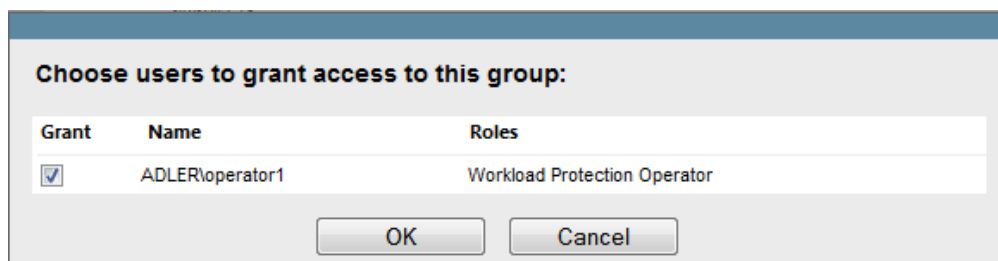 Choose users to grant access to this group:
Grant Name Roles
ADLER\operator1 Workload Protection Operator
OK Cancel